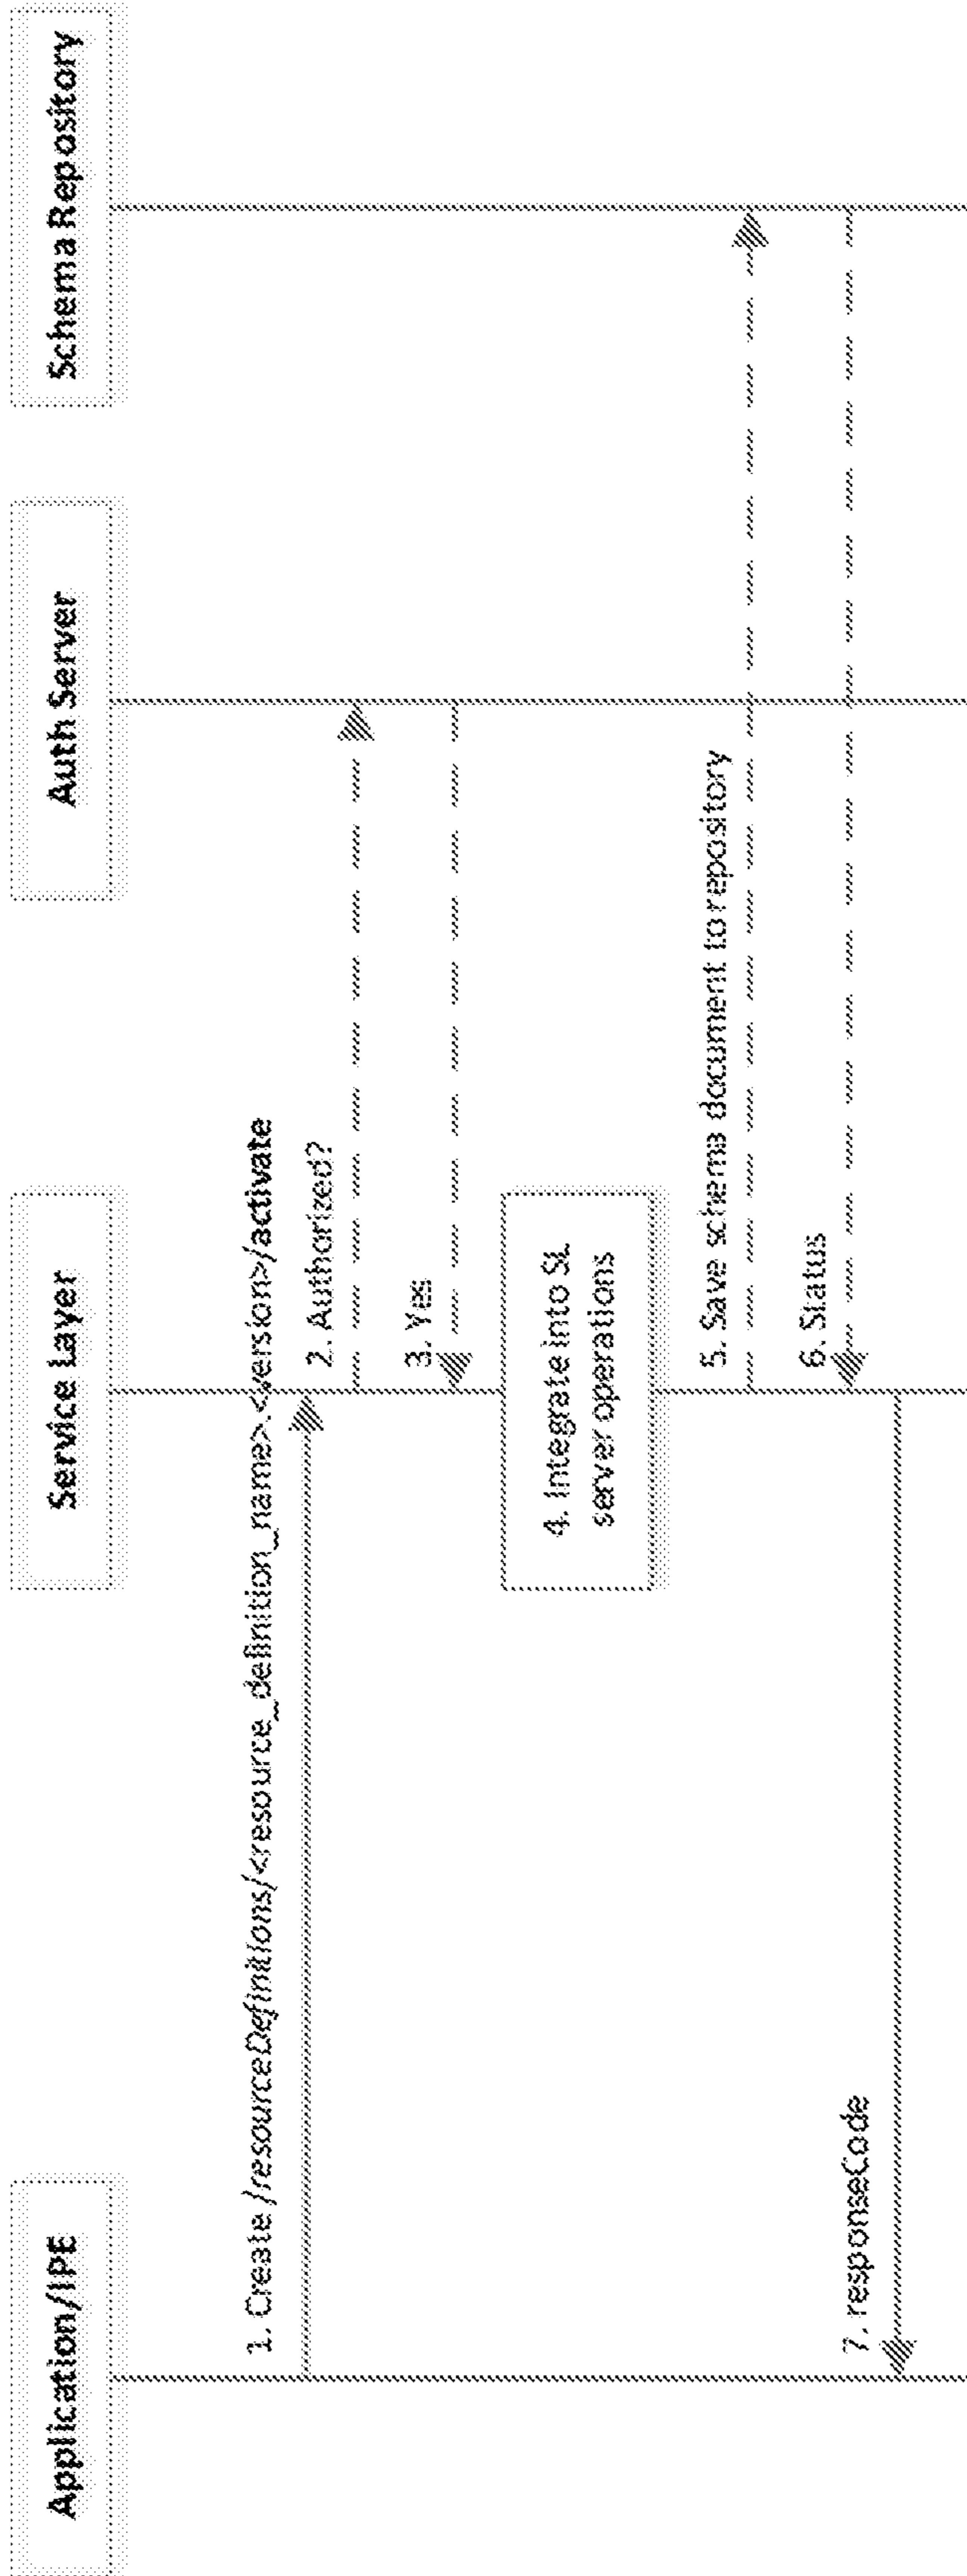 Application/IPE
Service Layer
Auth Server
Schema Repository
1. Create /resourceDefinitions/<resource_definition_name>.<version>/activate
2. Authorized?
3. Yes
4. Integrate into SL
server operations
5. Save schema document to repository
6. Status
7. responseCode